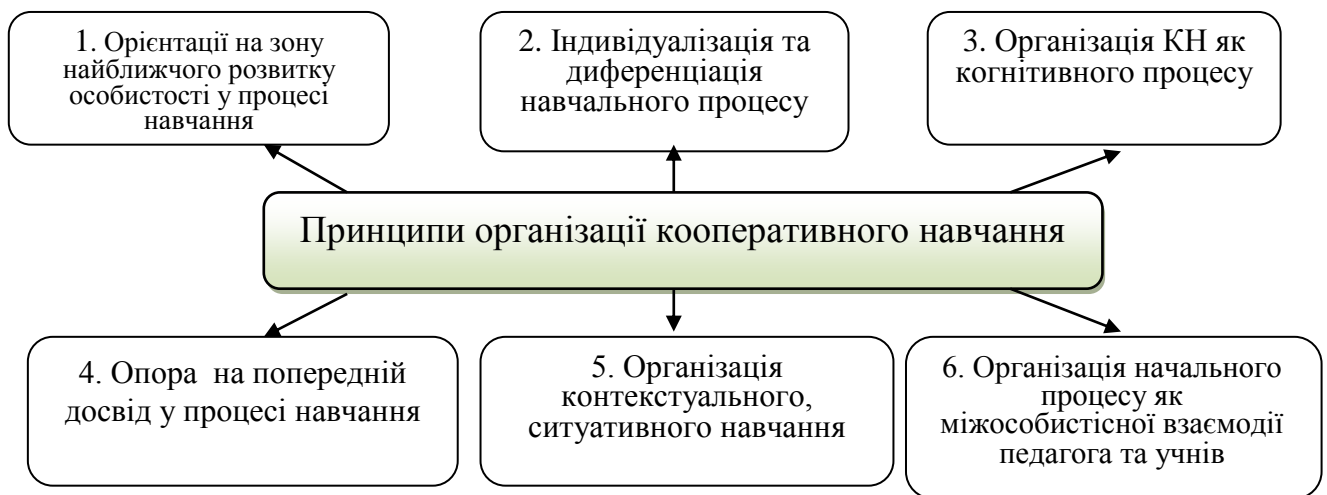 1. Орієнтації на зону
найближчого розвитку
особистості у процесі
навчання
2. Індивідуалізація та
диференціація
навчального процесу
3. Організація КН як
когнітивного процесу
Принципи організації кооперативного навчання
4. Опора на попередній
досвід у процесі навчання
5. Організація
контекстуального,
ситуативного навчання
6. Організація начального
процесу як
міжособистісної взаємодії
педагога та учнів